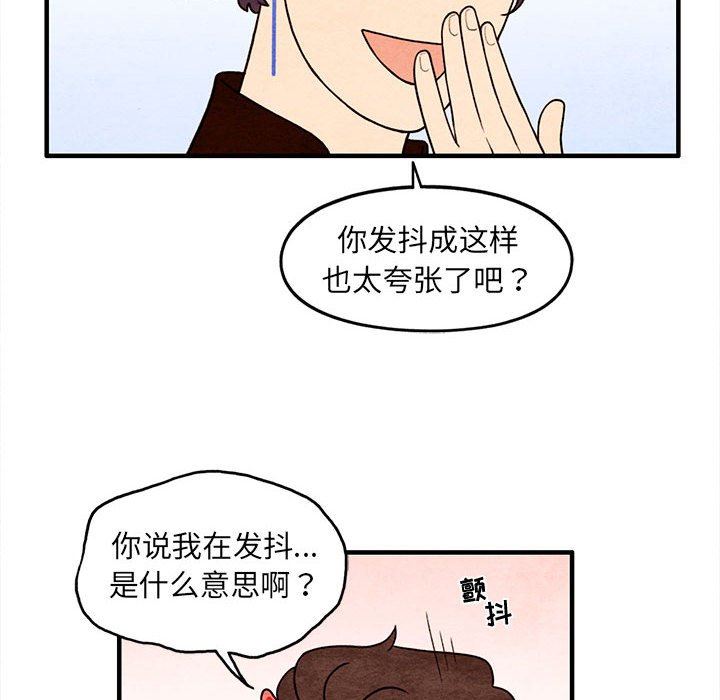 你发抖成这样
也太夸张了吧？
你说我在发抖...
是什么意思啊？
颤
抖